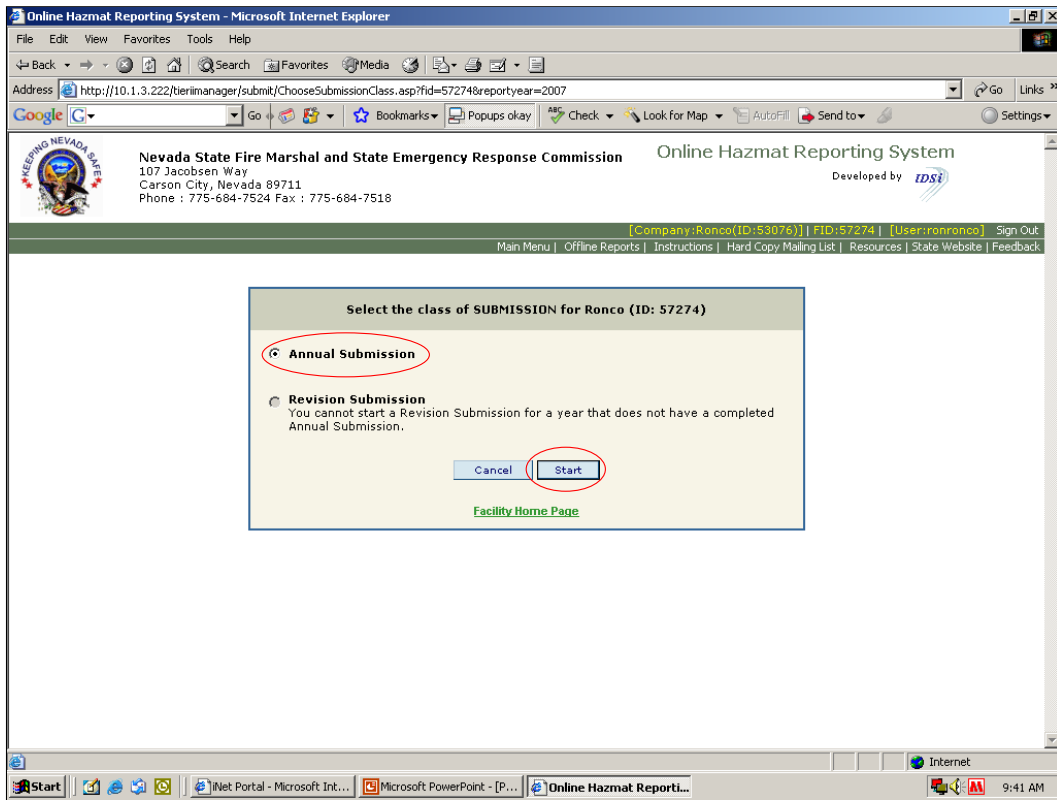 Online Hazmat Reporting System - Microsoft Internet Explorer
File Edit View Favorites Tools Help
Back Search Favorites Media
Address http://10.1.3.222/tieriimanager/submit/ChooseSubmissionClass.asp?fid=57274&reportyear=2007 Go Links »
Google G Go Bookmarks Popups okay ABC Check Look for Map AutoFill Send to Settings
KEEPING NEVADA SAFE
Nevada State Fire Marshal and State Emergency Response Commission
107 Jacobsen Way
Carson City, Nevada 89711
Phone : 775-684-7524 Fax : 775-684-7518
Online Hazmat Reporting System
Developed by IDSi
[Company:Ronco(ID:53076)] | FID:57274 | [User:ronronco] Sign Out
Main Menu | Offline Reports | Instructions | Hard Copy Mailing List | Resources | State Website | Feedback
Select the class of SUBMISSION for Ronco (ID: 57274)
Annual Submission
Revision Submission
You cannot start a Revision Submission for a year that does not have a completed
Annual Submission.
Cancel Start
Facility Home Page
Internet
Start iNet Portal - Microsoft Int... Microsoft PowerPoint - [P... Online Hazmat Reporti... 9:41 AM